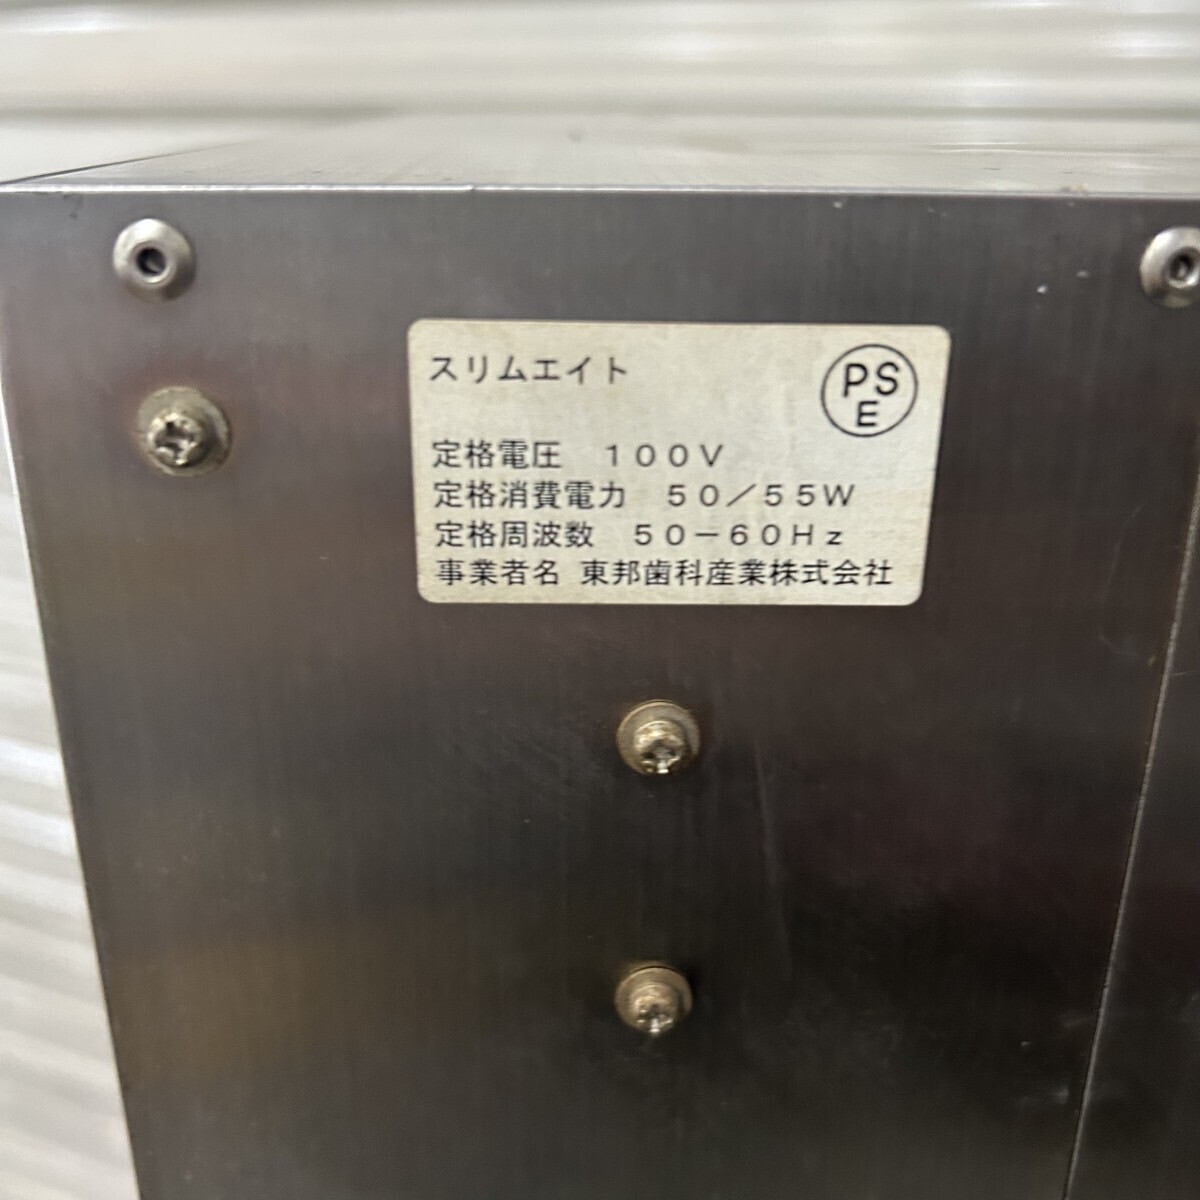 スリムエイト
PS
E
定格電圧　１００Ｖ
定格消費電力　５０／５５Ｗ
定格周波数　５０－６０Ｈｚ
事業者名　東邦歯科産業株式会社